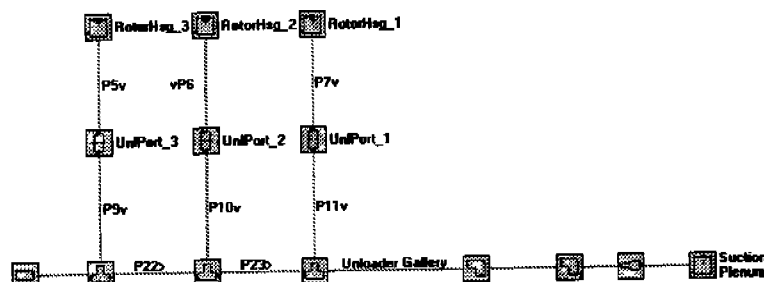 RotorHsg_3 RotorHsg_2 RotorHsg_1
P5v vP6 P7v
UnlPort_3 UnlPort_2 UnlPort_1
P9v P10v P11v
P22> P23> Unloader Gallery Suction
Plenum